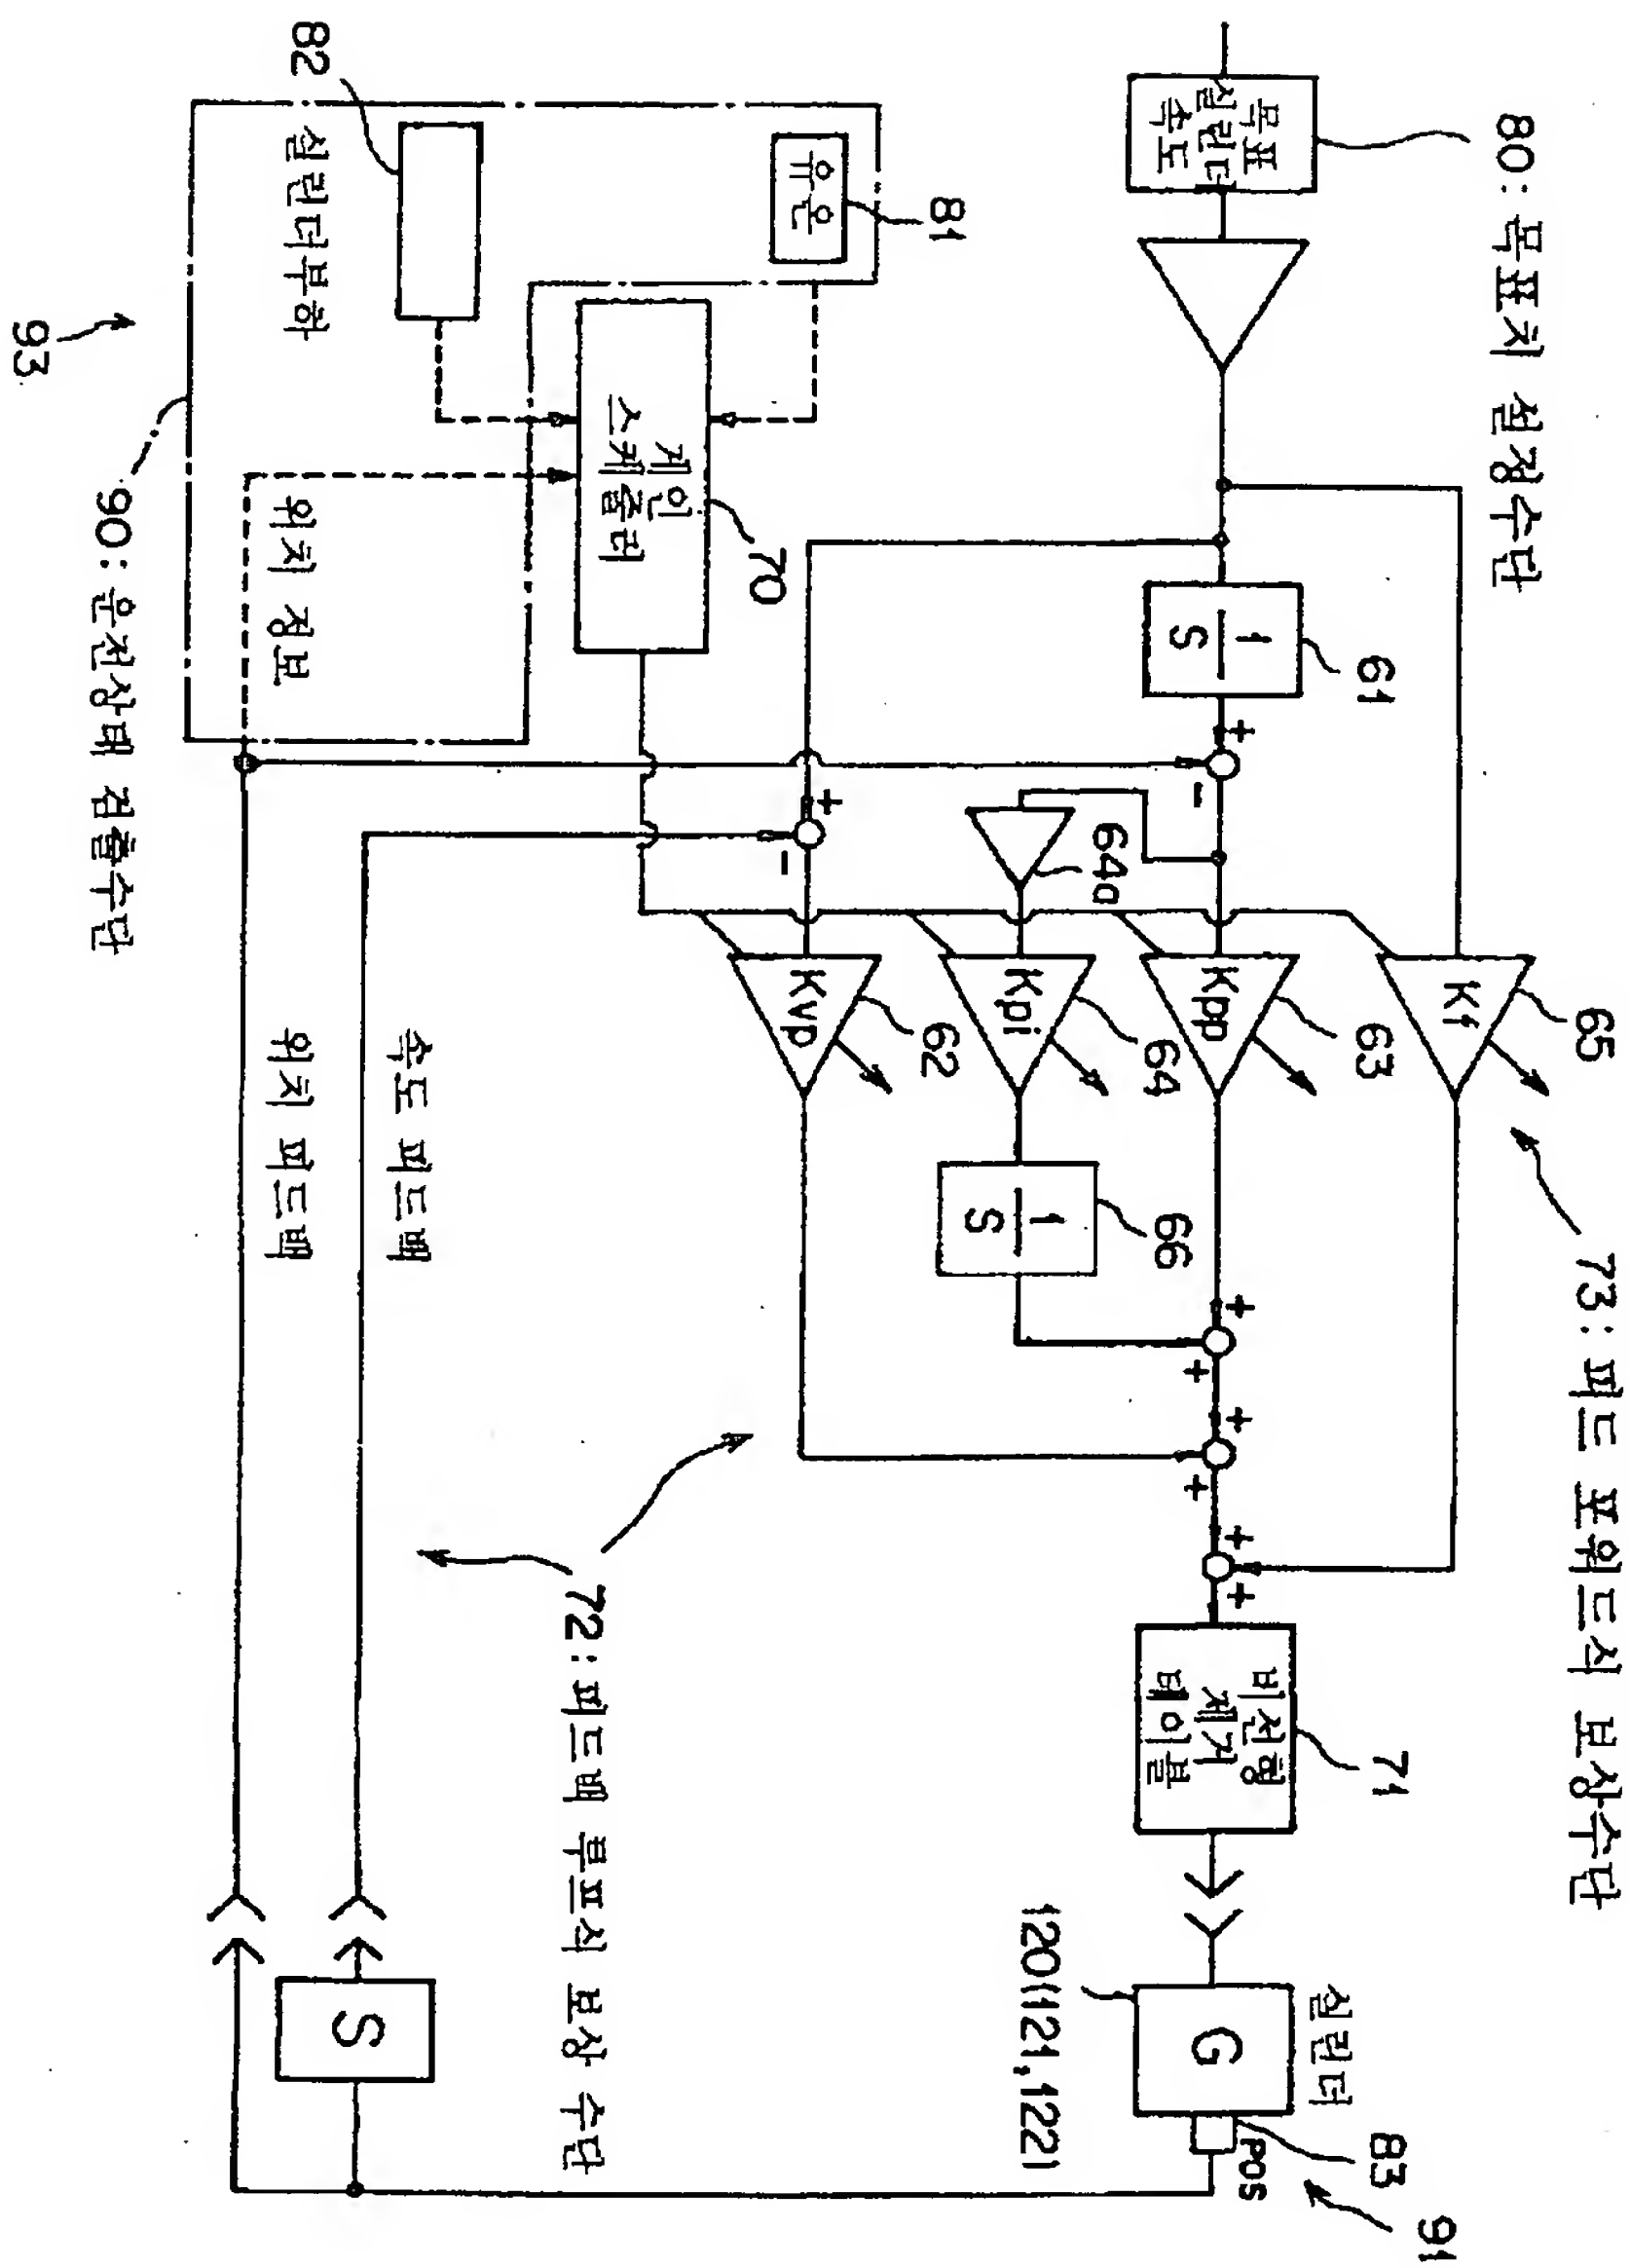 80: 목표치 설정수단
목표
실린더
속도
61
1
S
65
Kf
73: 피드 포워드식 보상수단
63
Kpp
64a
64
Kpi
66
1
S
62
Kvp
+
-
+
-
+
+
+
+
+
+
71
비선형
제거
테이블
실린더
G
120(121,122)
83
pos
91
81
유온
82
실린더부하
70
게인
스케줄러
위치 정보
93
90: 운전상태 검출수단
속도 피드백
위치 피드백
72: 피드백 루프식 보상 수단
S